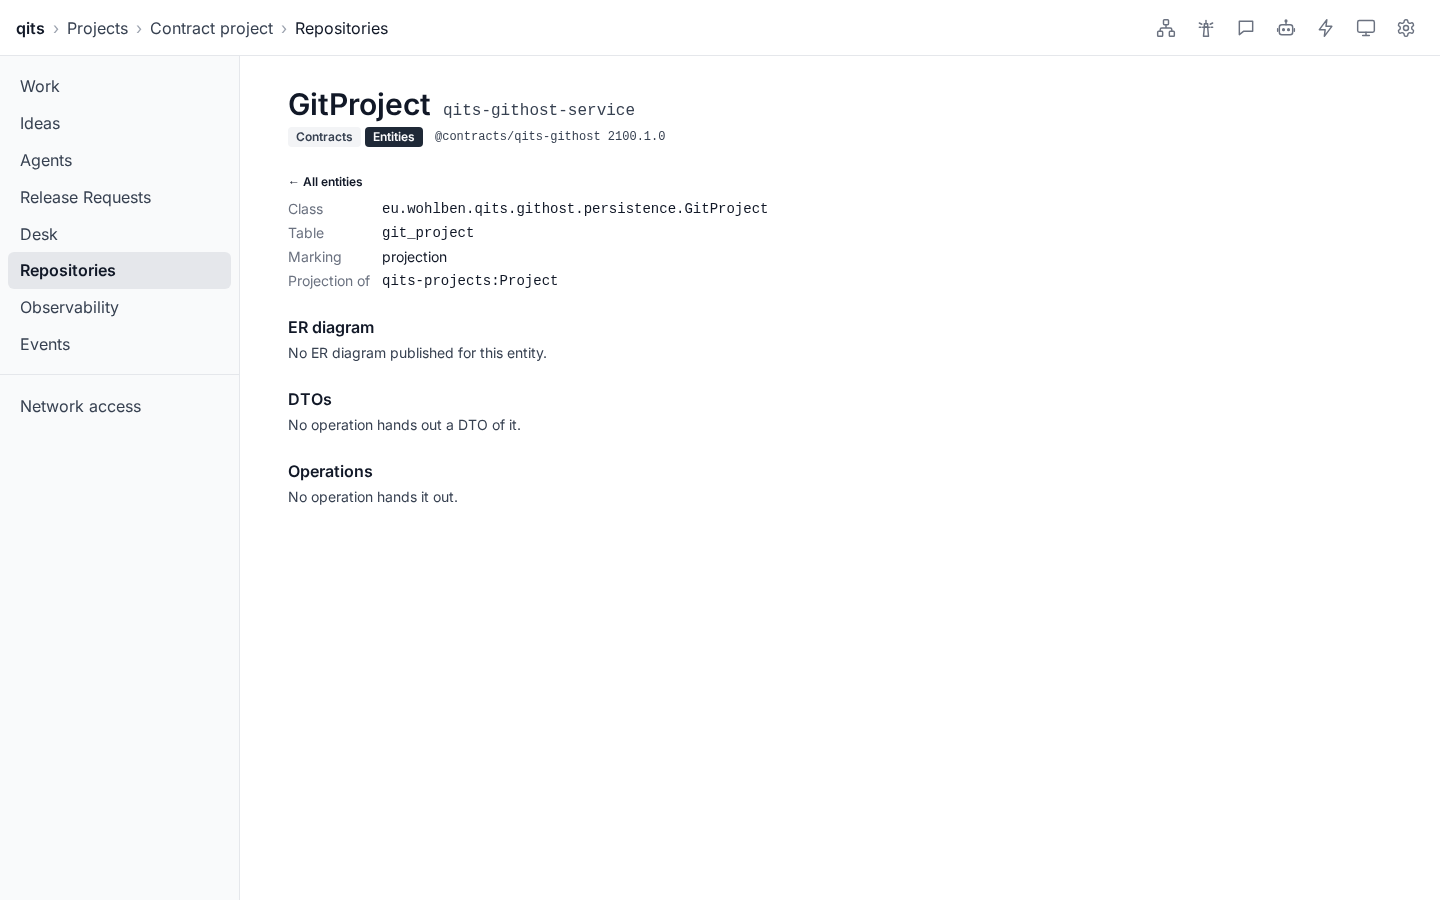 qits › Projects › Contract project › Repositories
Work
Ideas
Agents
Release Requests
Desk
Repositories
Observability
Events
Network access
GitProject qits-githost-service
Contracts Entities @contracts/qits-githost 2100.1.0
← All entities
Class eu.wohlben.qits.githost.persistence.GitProject
Table git_project
Marking projection
Projection of qits-projects:Project
ER diagram
No ER diagram published for this entity.
DTOs
No operation hands out a DTO of it.
Operations
No operation hands it out.